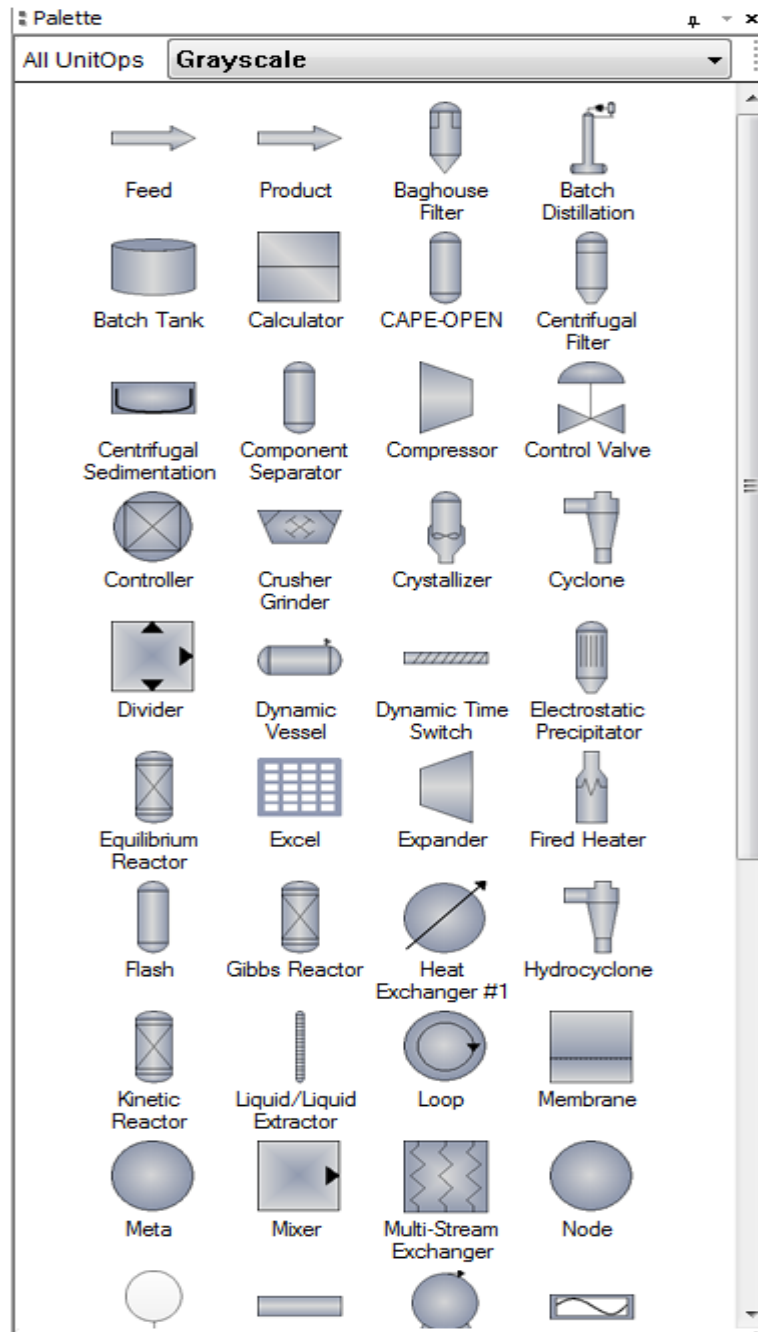 Palette
All UnitOps Grayscale
Feed Product Baghouse Batch
Filter Distillation
Batch Tank Calculator CAPE-OPEN Centrifugal
Filter
Centrifugal Component Compressor Control Valve
Sedimentation Separator
Controller Crusher Crystallizer Cyclone
Grinder
Divider Dynamic Dynamic Time Electrostatic
Vessel Switch Precipitator
Equilibrium Excel Expander Fired Heater
Reactor
Flash Gibbs Reactor Heat Hydrocyclone
Exchanger #1
Kinetic Liquid/Liquid Loop Membrane
Reactor Extractor
Meta Mixer Multi-Stream Node
Exchanger